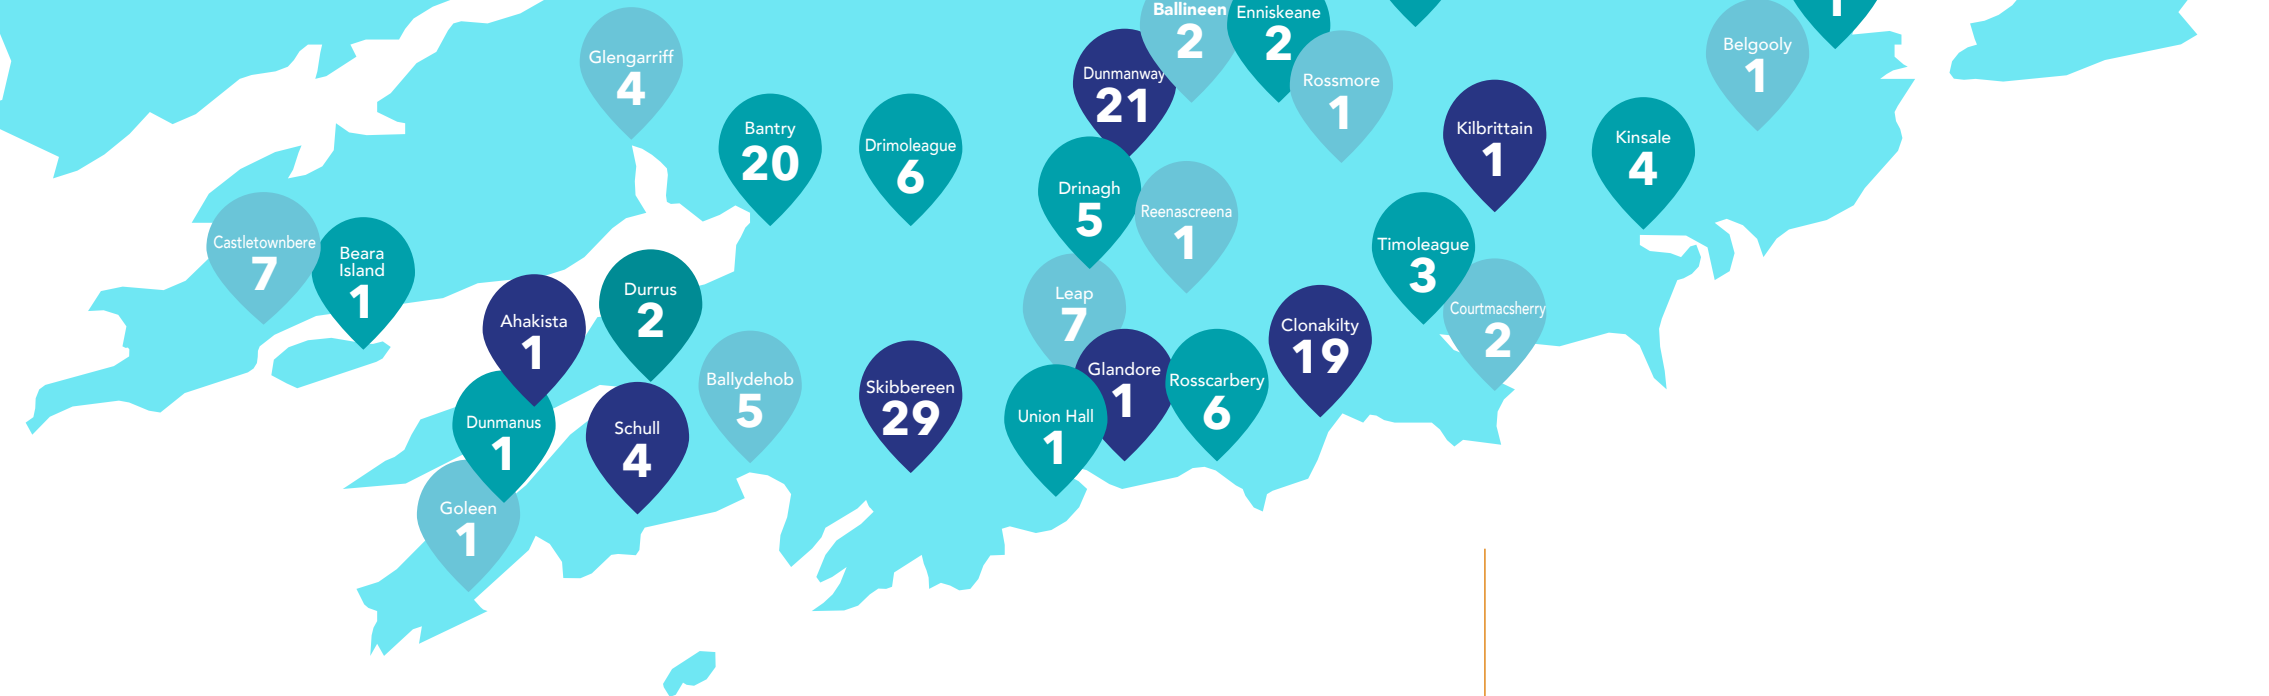 Ballineen
2
Enniskeane
2
1
Glengarriff
4
Belgooly
1
Dunmanway
21
Rossmore
1
Bantry
20
Drimoleague
6
Kilbrittain
1
Kinsale
4
Drinagh
5
Reenascreena
1
Castletownbere
7
Beara
Island
1
Timoleague
3
Durrus
2
Leap
7
Courtmacsherry
2
Ahakista
1
Clonakilty
19
Glandore
1
Ballydehob
5
Rosscarbery
6
Skibbereen
29
Union Hall
1
Dunmanus
1
Schull
4
Goleen
1